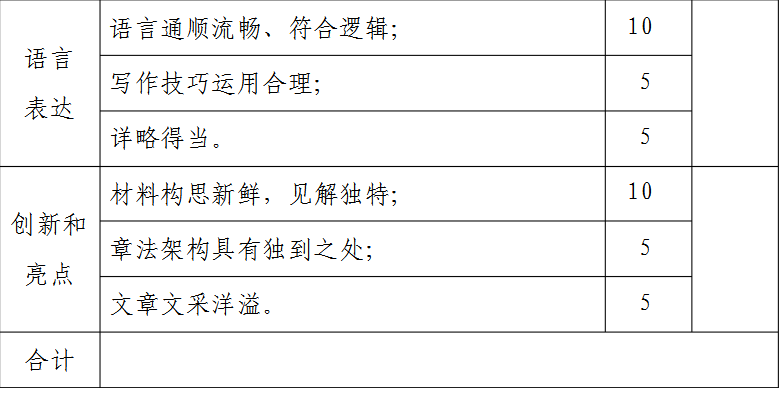 语言
表达
语言通顺流畅、符合逻辑; 10
写作技巧运用合理; 5
详略得当。 5
创新和
亮点
材料构思新鲜，见解独特; 10
章法架构具有独到之处; 5
文章文采洋溢。 5
合计